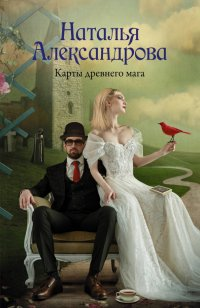 Наталья
Александрова
Карты древнего мага